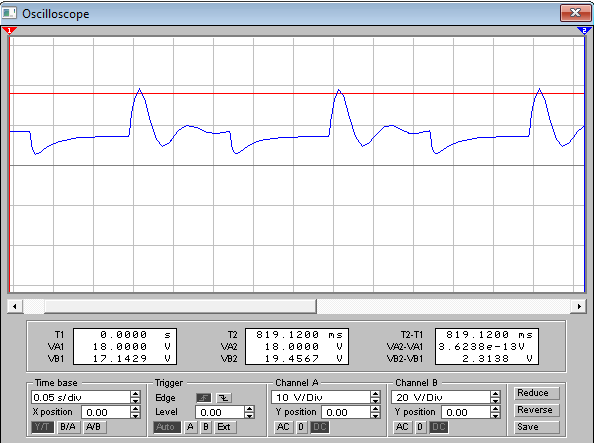 Oscilloscope
1 2
T1 0.0000 s T2 819.1200 ms T2-T1 819.1200 ms
VA1 18.0000 V VA2 18.0000 V VA2-VA1 3.6238e-13V
VB1 17.1429 V VB2 19.4567 V VB2-VB1 2.3138 V
Time base Trigger Channel A Channel B
0.05 s/div Edge 10 V/Div 20 V/Div Reduce
X position 0.00 Level 0.00 Y position 0.00 Y position 0.00 Reverse
Y/T B/A A/B Auto A B Ext AC 0 DC AC 0 DC Save